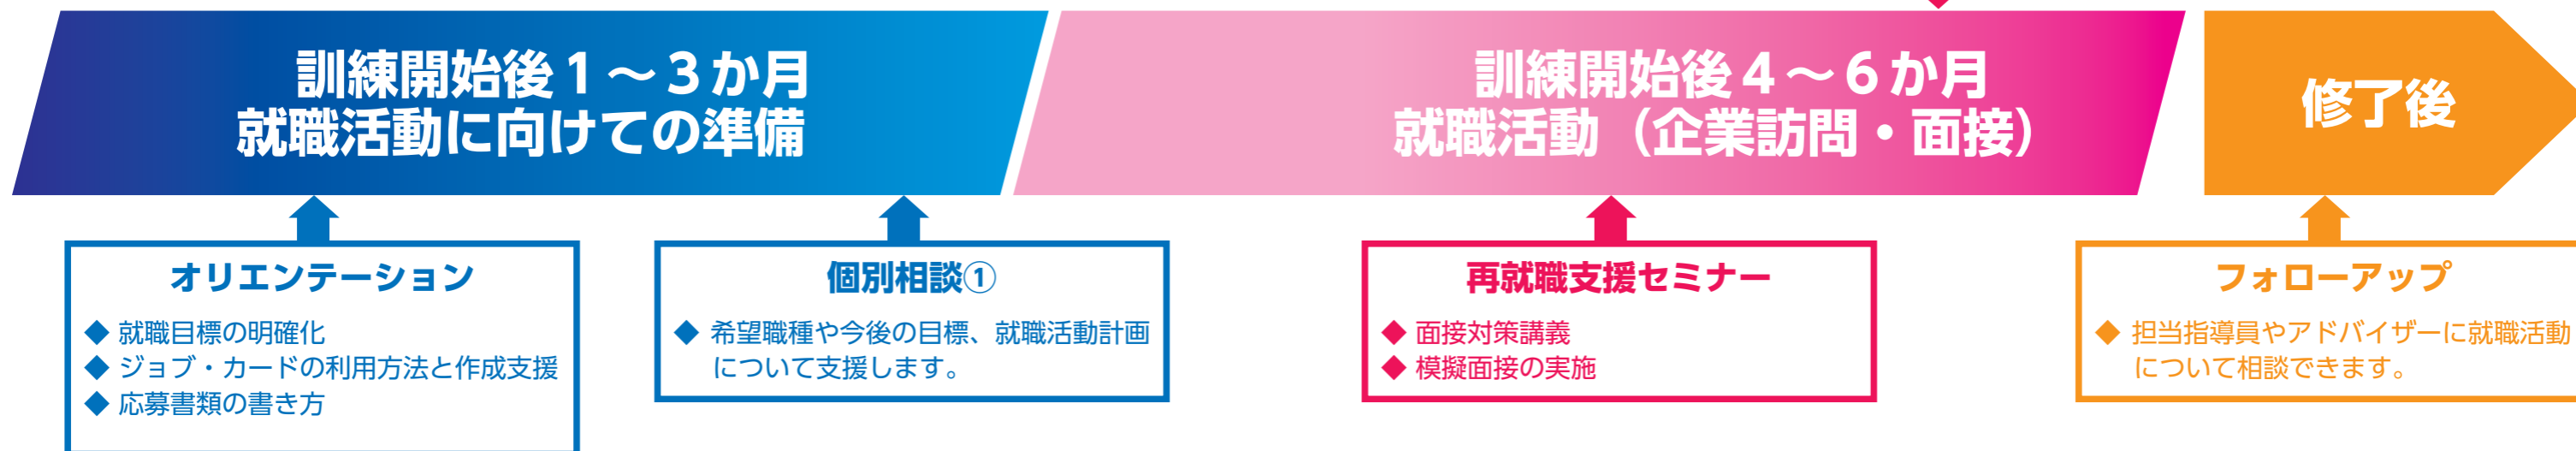 訓練開始後１～３か月
就職活動に向けての準備
訓練開始後４～６か月
就職活動（企業訪問・面接）
修了後
オリエンテーション
◆ 就職目標の明確化
◆ ジョブ・カードの利用方法と作成支援
◆ 応募書類の書き方
個別相談①
◆ 希望職種や今後の目標、就職活動計画
について支援します。
再就職支援セミナー
◆ 面接対策講義
◆ 模擬面接の実施
フォローアップ
◆ 担当指導員やアドバイザーに就職活動
について相談できます。